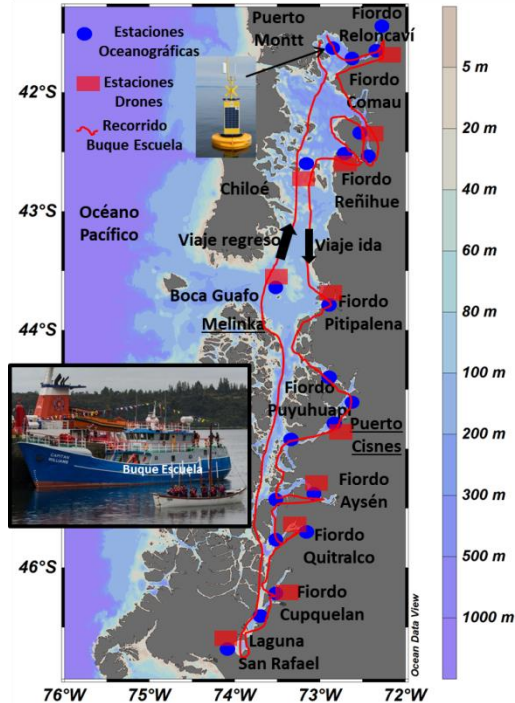 Puerto
Montt
Fiordo
Reloncaví
Estaciones
Oceanográficas
Estaciones
Drones
Recorrido
Buque Escuela
Fiordo
Comau
Chiloé
Fiordo
Reñihue
Océano
Pacífico
Viaje regreso
Viaje ida
Boca Guafo
Melinka
Fiordo
Pitipalena
Fiordo
Puyuhuapi
Puerto
Cisnes
Buque Escuela
Fiordo
Aysén
Fiordo
Quitralco
Fiordo
Cupquelan
Laguna
San Rafael
42°S
43°S
44°S
46°S
76°W
75°W
74°W
73°W
72°W
Ocean Data View
5 m
20 m
40 m
60 m
80 m
100 m
200 m
300 m
500 m
1000 m